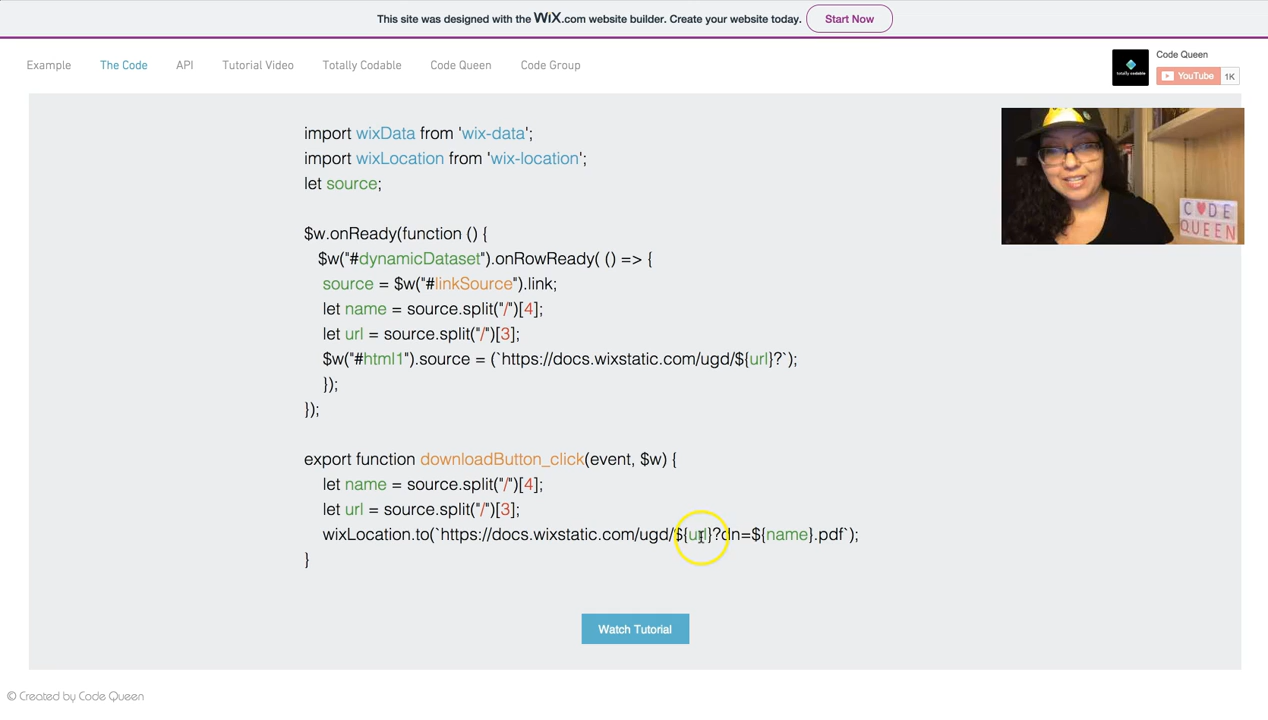 This site was designed with the WiX.com website builder. Create your website today. Start Now
Example The Code API Tutorial Video Totally Codable Code Queen Code Group
Code Queen
YouTube 1K
totally codable
import wixData from 'wix-data';
import wixLocation from 'wix-location';
let source;
$w.onReady(function () {
$w("#dynamicDataset").onRowReady( () => {
source = $w("#linkSource").link;
let name = source.split("/")[4];
let url = source.split("/")[3];
$w("#html1").source = (`https://docs.wixstatic.com/ugd/${url}?`);
});
});
export function downloadButton_click(event, $w) {
let name = source.split("/")[4];
let url = source.split("/")[3];
wixLocation.to(`https://docs.wixstatic.com/ugd/${url}?dn=${name}.pdf`);
}
Watch Tutorial
C♥DE
QUEEN
© Created by Code Queen